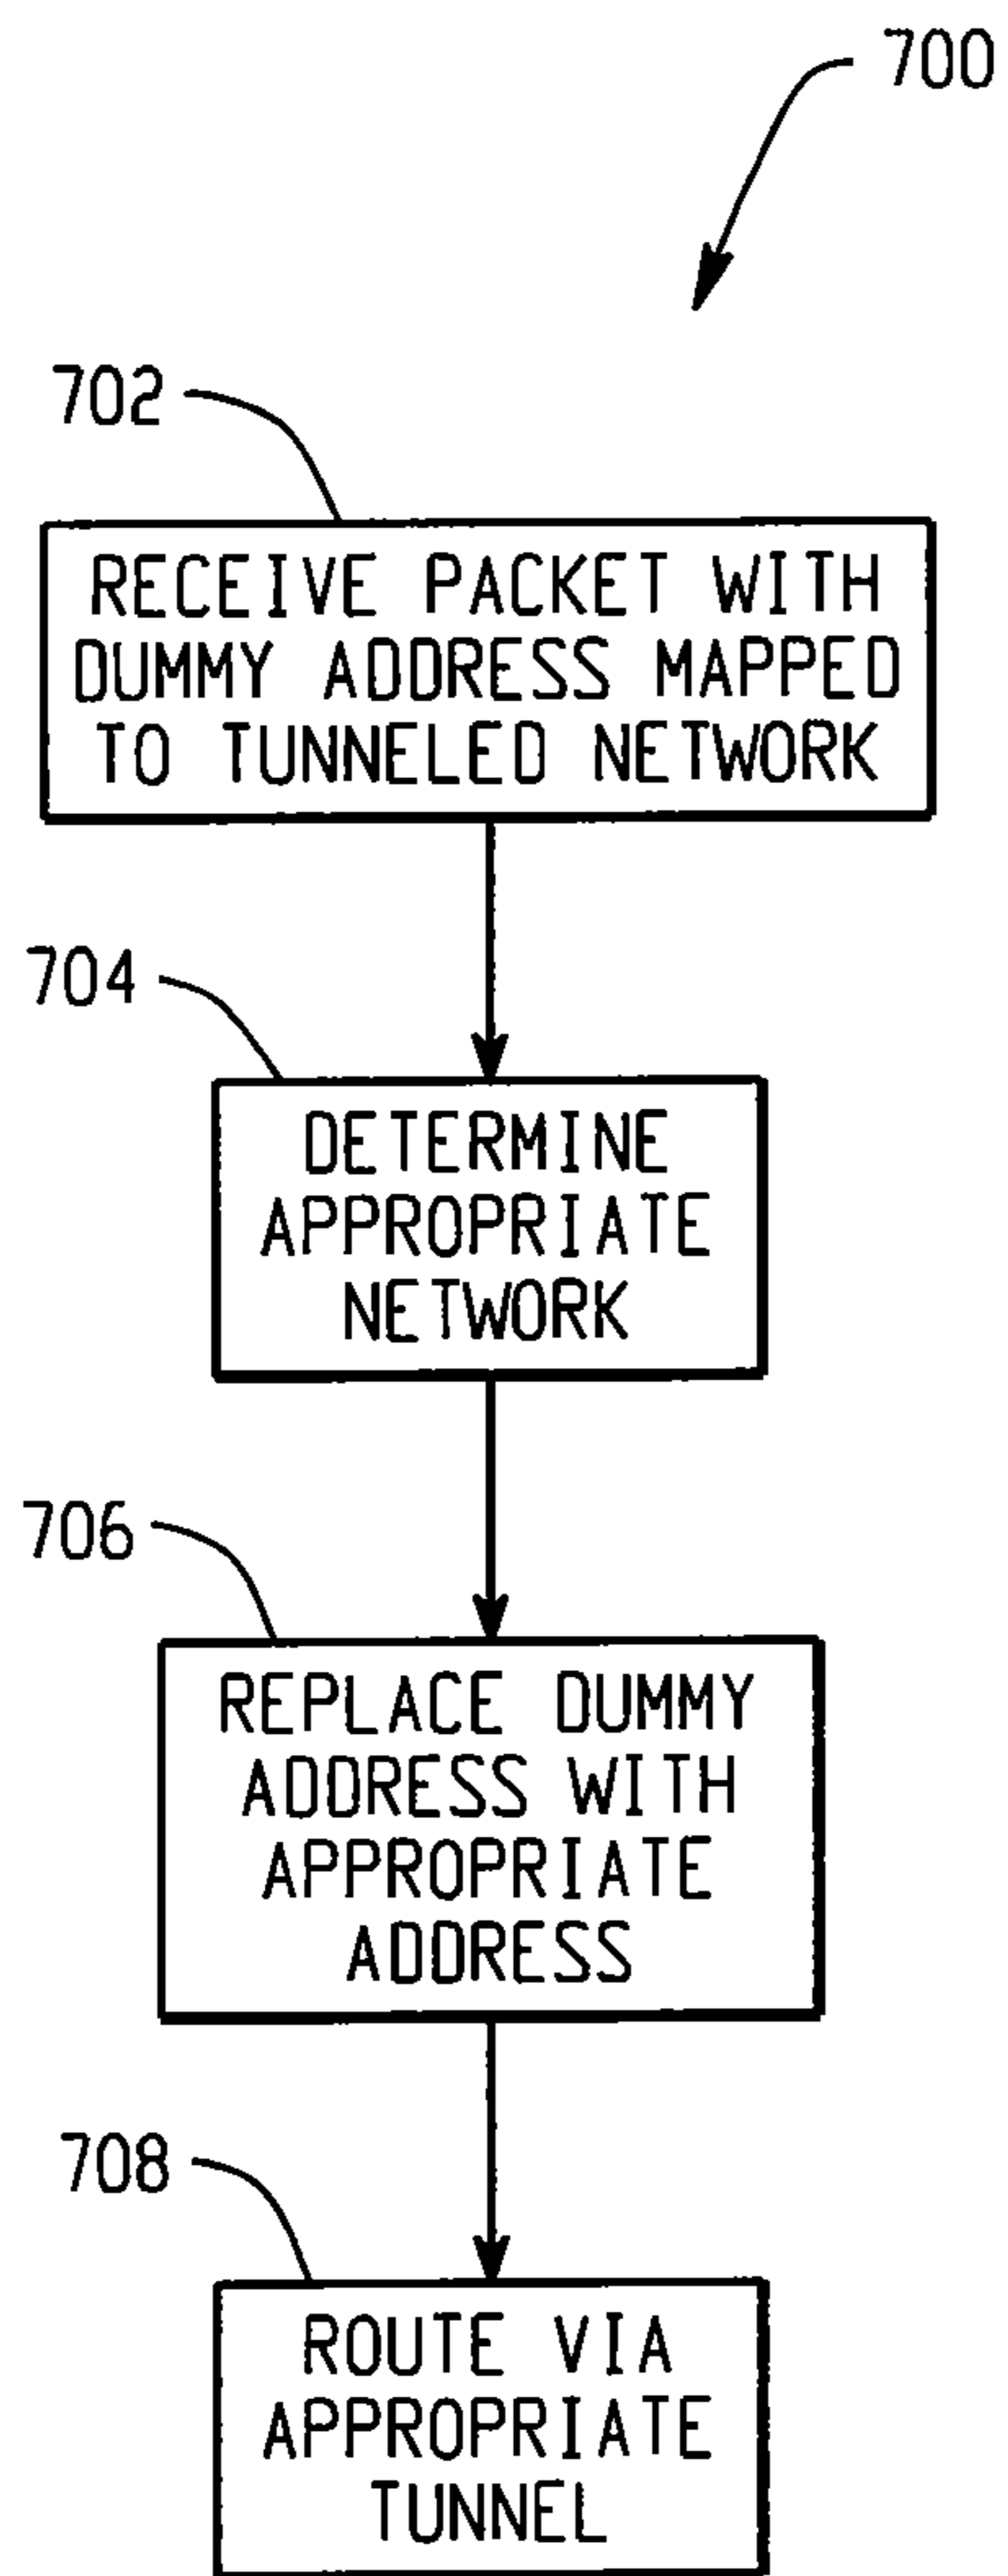 700
702
RECEIVE PACKET WITH
DUMMY ADDRESS MAPPED
TO TUNNELED NETWORK
704
DETERMINE
APPROPRIATE
NETWORK
706
REPLACE DUMMY
ADDRESS WITH
APPROPRIATE
ADDRESS
708
ROUTE VIA
APPROPRIATE
TUNNEL